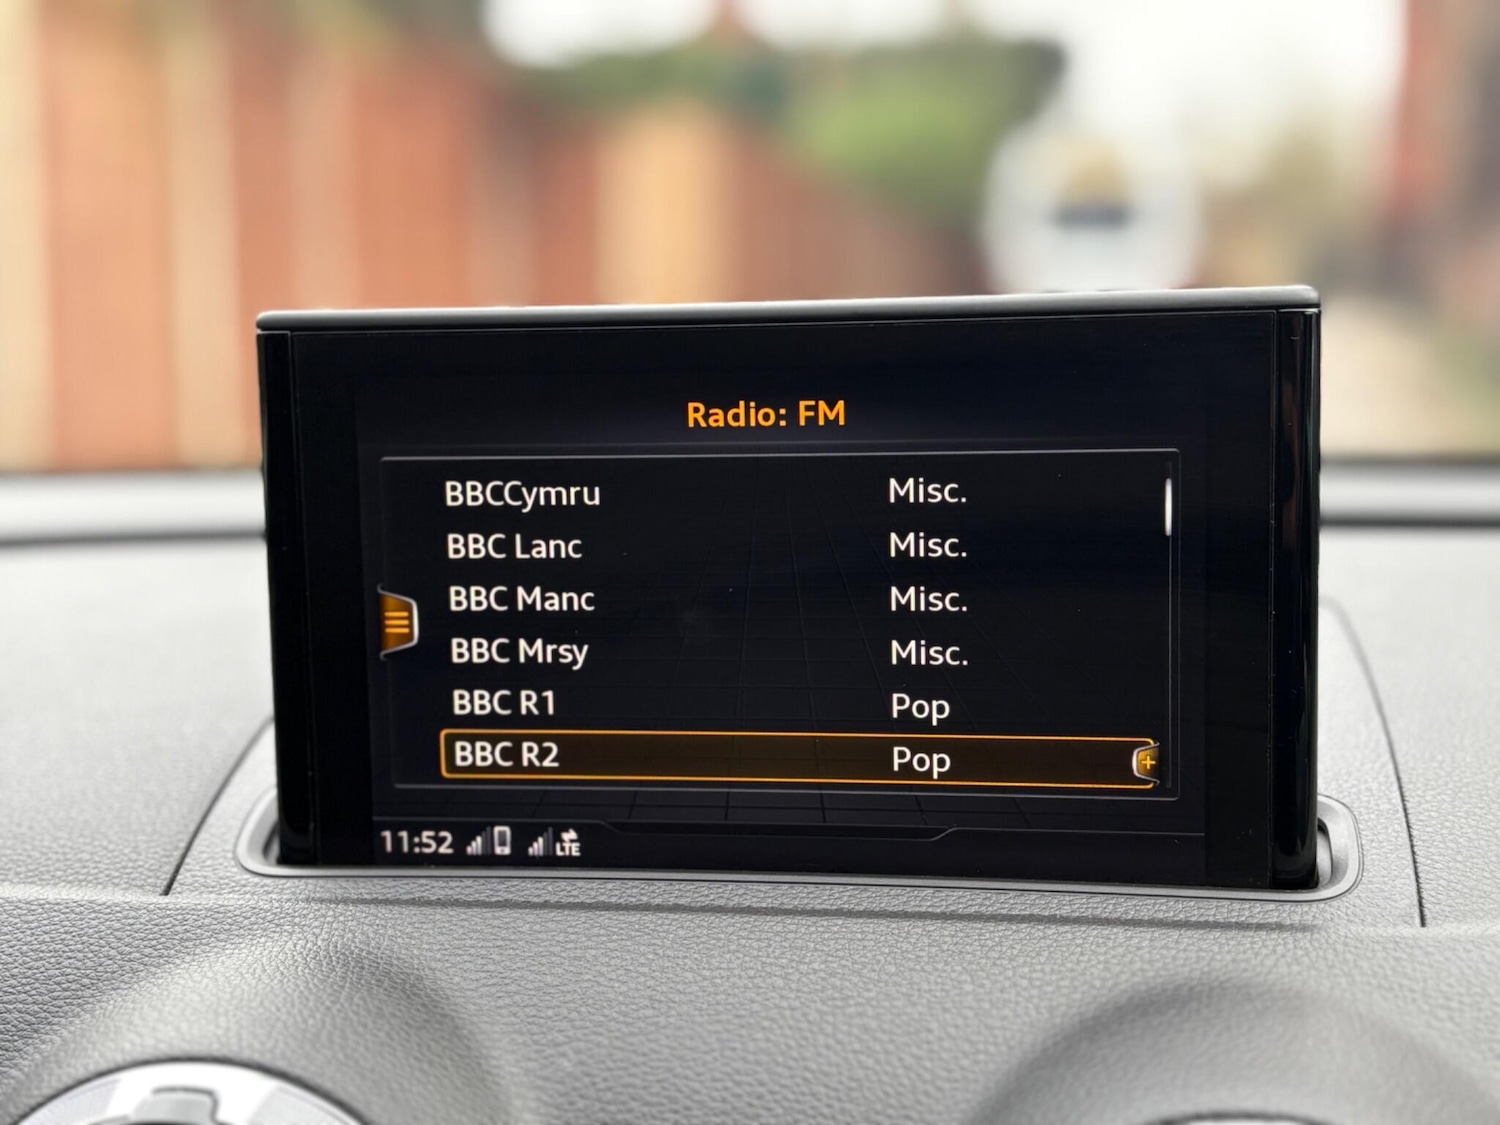 Radio: FM
BBCCymru Misc.
BBC Lanc Misc.
BBC Manc Misc.
BBC Mrsy Misc.
BBC R1 Pop
BBC R2 Pop
11:52 LTE